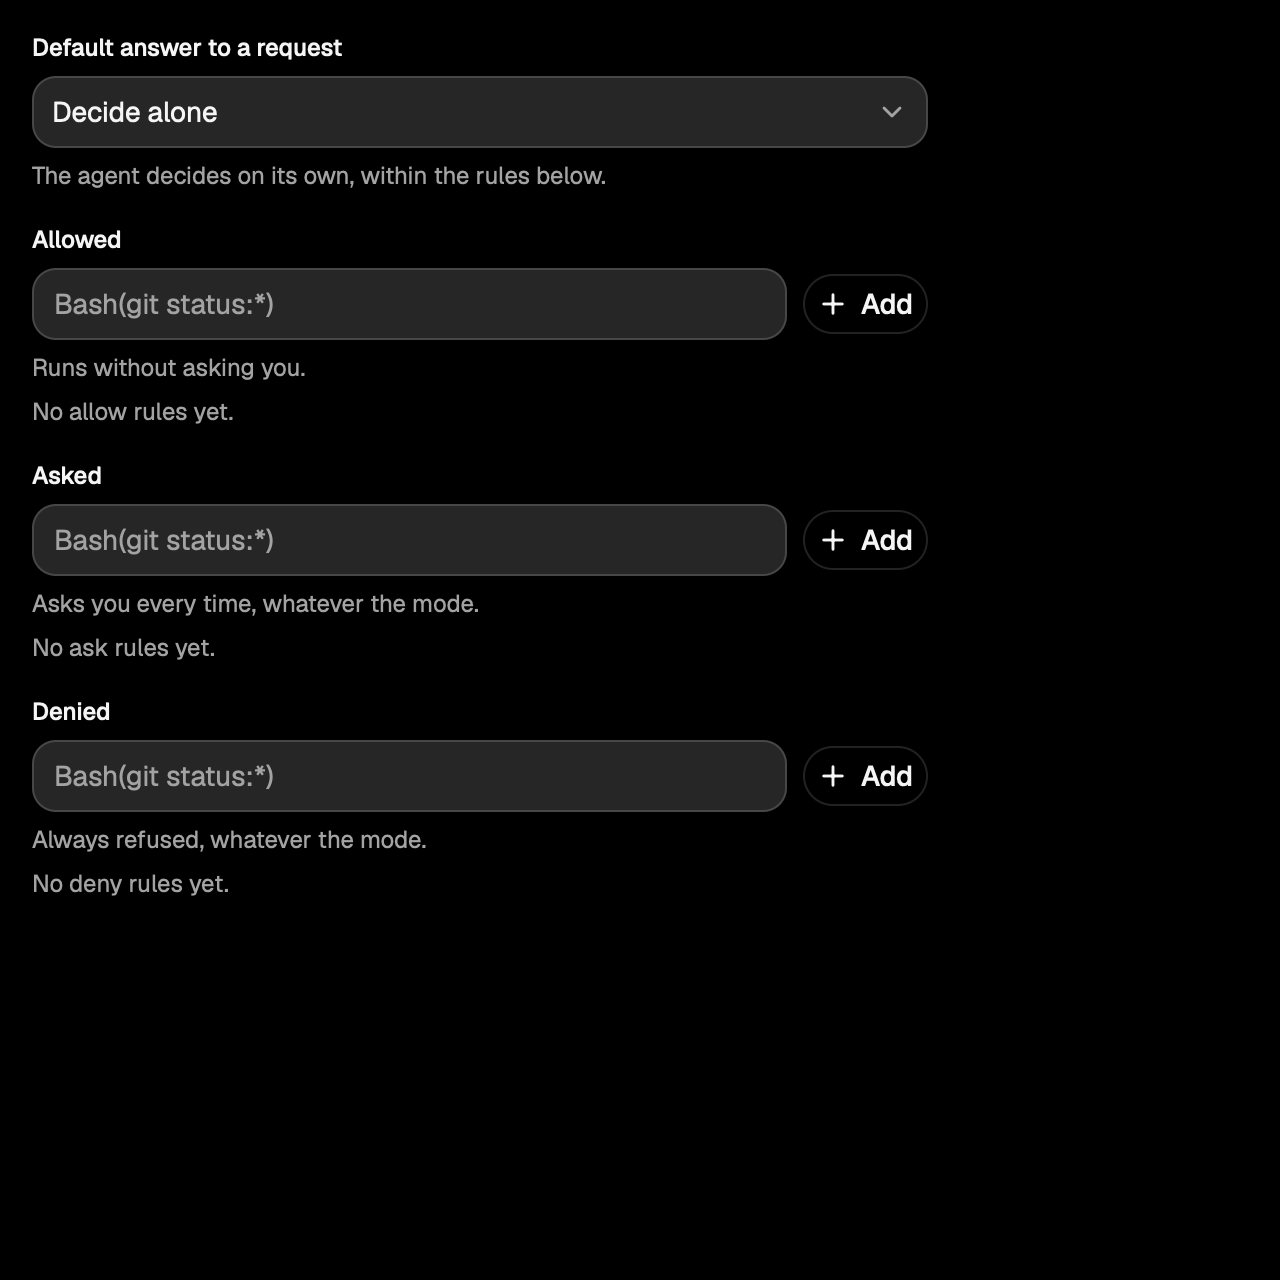 Default answer to a request
Decide alone
The agent decides on its own, within the rules below.
Allowed
Bash(git status:*)
Add
Runs without asking you.
No allow rules yet.
Asked
Bash(git status:*)
Add
Asks you every time, whatever the mode.
No ask rules yet.
Denied
Bash(git status:*)
Add
Always refused, whatever the mode.
No deny rules yet.